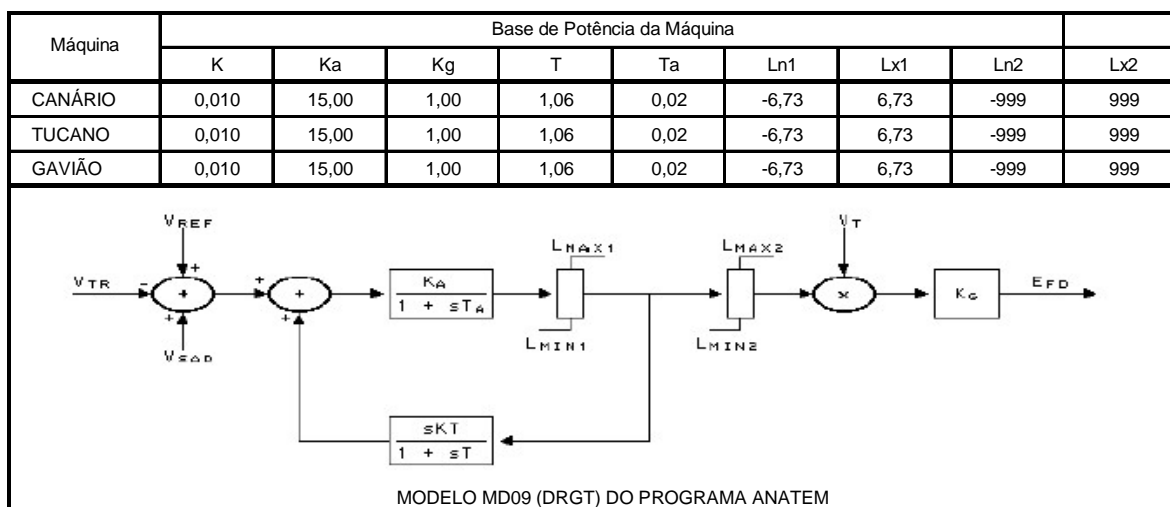 Máquina Base de Potência da Máquina
K Ka Kg T Ta Ln1 Lx1 Ln2 Lx2
CANÁRIO 0,010 15,00 1,00 1,06 0,02 -6,73 6,73 -999 999
TUCANO 0,010 15,00 1,00 1,06 0,02 -6,73 6,73 -999 999
GAVIÃO 0,010 15,00 1,00 1,06 0,02 -6,73 6,73 -999 999
VREF
VTR - + + VSAD
+ + +
KA
1 + sTA
LMAX1
LMIN1
LMAX2
LMIN2
VT
x
KG
EFD
sKT
1 + sT
MODELO MD09 (DRGT) DO PROGRAMA ANATEM